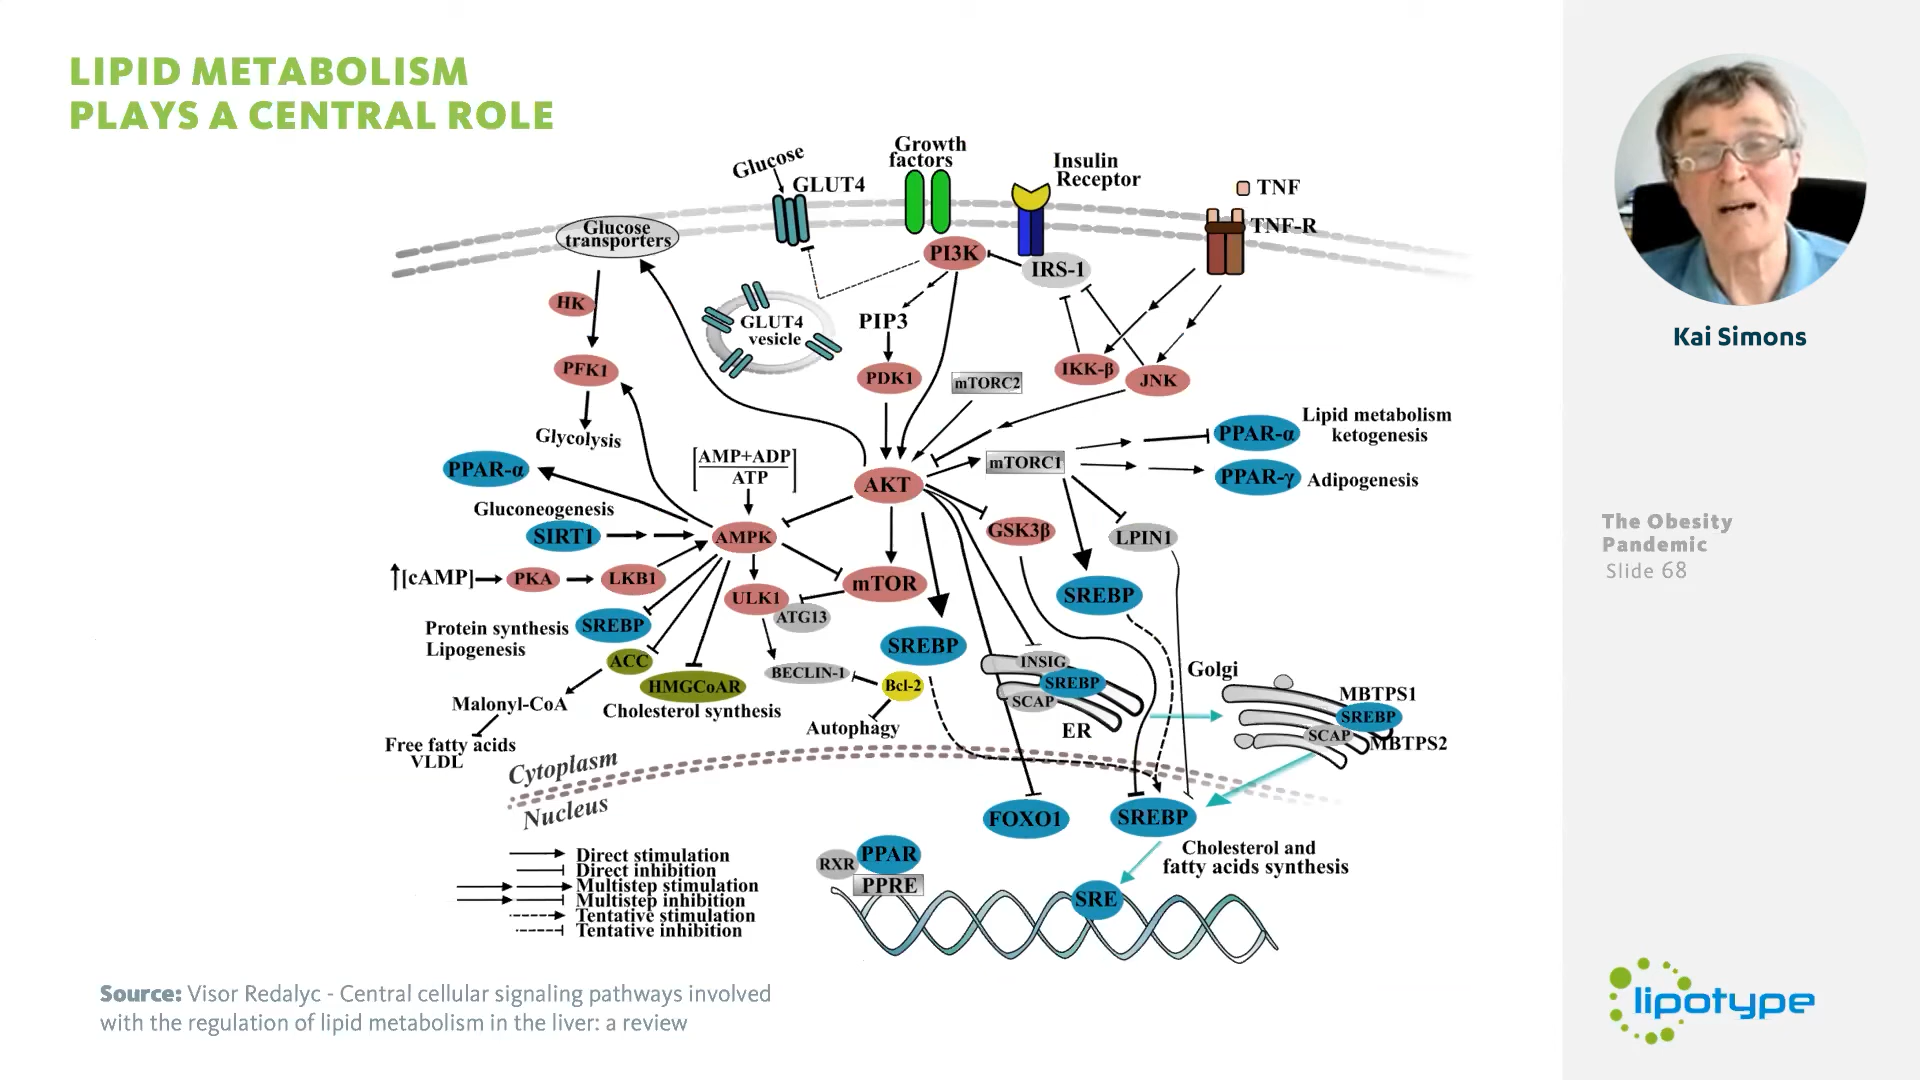 LIPID METABOLISM
PLAYS A CENTRAL ROLE
Glucose
GLUT4
Growth
factors
Insulin
Receptor
TNF
TNF-R
Glucose
transporters
PI3K
IRS-1
HK
GLUT4
vesicle
PIP3
PFK1
PDK1
mTORC2
IKK-β
JNK
Glycolysis
Lipid metabolism
ketogenesis
PPAR-α
PPAR-α
AMP+ADP
ATP
mTORC1
PPAR-γ
Adipogenesis
AKT
Gluconeogenesis
SIRT1
AMPK
GSK3β
LPIN1
[cAMP]
PKA
LKB1
mTOR
ULK1
ATG13
SREBP
Protein synthesis
Lipogenesis
SREBP
SREBP
ACC
HMGCoAR
Cholesterol synthesis
BECLIN-1
Bcl-2
Autophagy
INSIG
SREBP
SCAP
ER
Golgi
MBTPS1
SREBP
SCAP
MBTPS2
Malonyl-CoA
Free fatty acids
VLDL
Cytoplasm
Nucleus
FOXO1
SREBP
Cholesterol and
fatty acids synthesis
RXR
PPAR
PPRE
SRE
Direct stimulation
Direct inhibition
Multistep stimulation
Multistep inhibition
Tentative stimulation
Tentative inhibition
Source: Visor Redalyc - Central cellular signaling pathways involved
with the regulation of lipid metabolism in the liver: a review
Kai Simons
The Obesity
Pandemic
Slide 68
lipotype